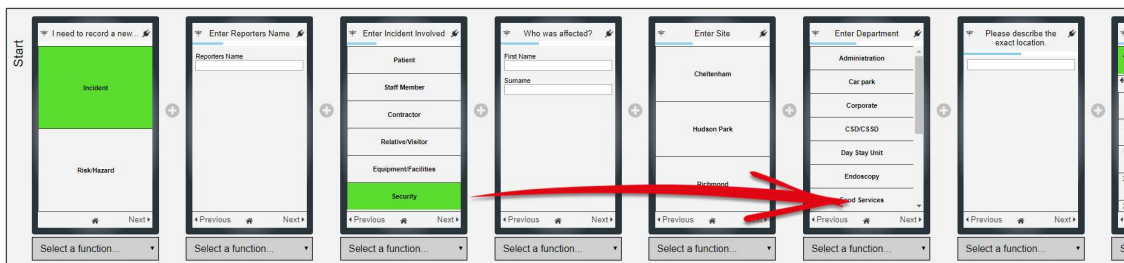 Start
I need to record a new...
Incident
Risk/Hazard
Next
Select a function...
Enter Reporters Name
Reporters Name
Previous
Next
Select a function...
Enter Incident Involved
Patient
Staff Member
Contractor
Relative/Visitor
Equipment/Facilities
Security
Previous
Next
Select a function...
Who was affected?
First Name
Surname
Previous
Next
Select a function...
Enter Site
Cheltenham
Hudson Park
Richmond
Previous
Next
Select a function...
Enter Department
Administration
Car park
Corporate
CSD/CSSD
Day Stay Unit
Endoscopy
Food Services
Previous
Next
Select a function...
Please describe the
exact location.
Previous
Next
Select a function...